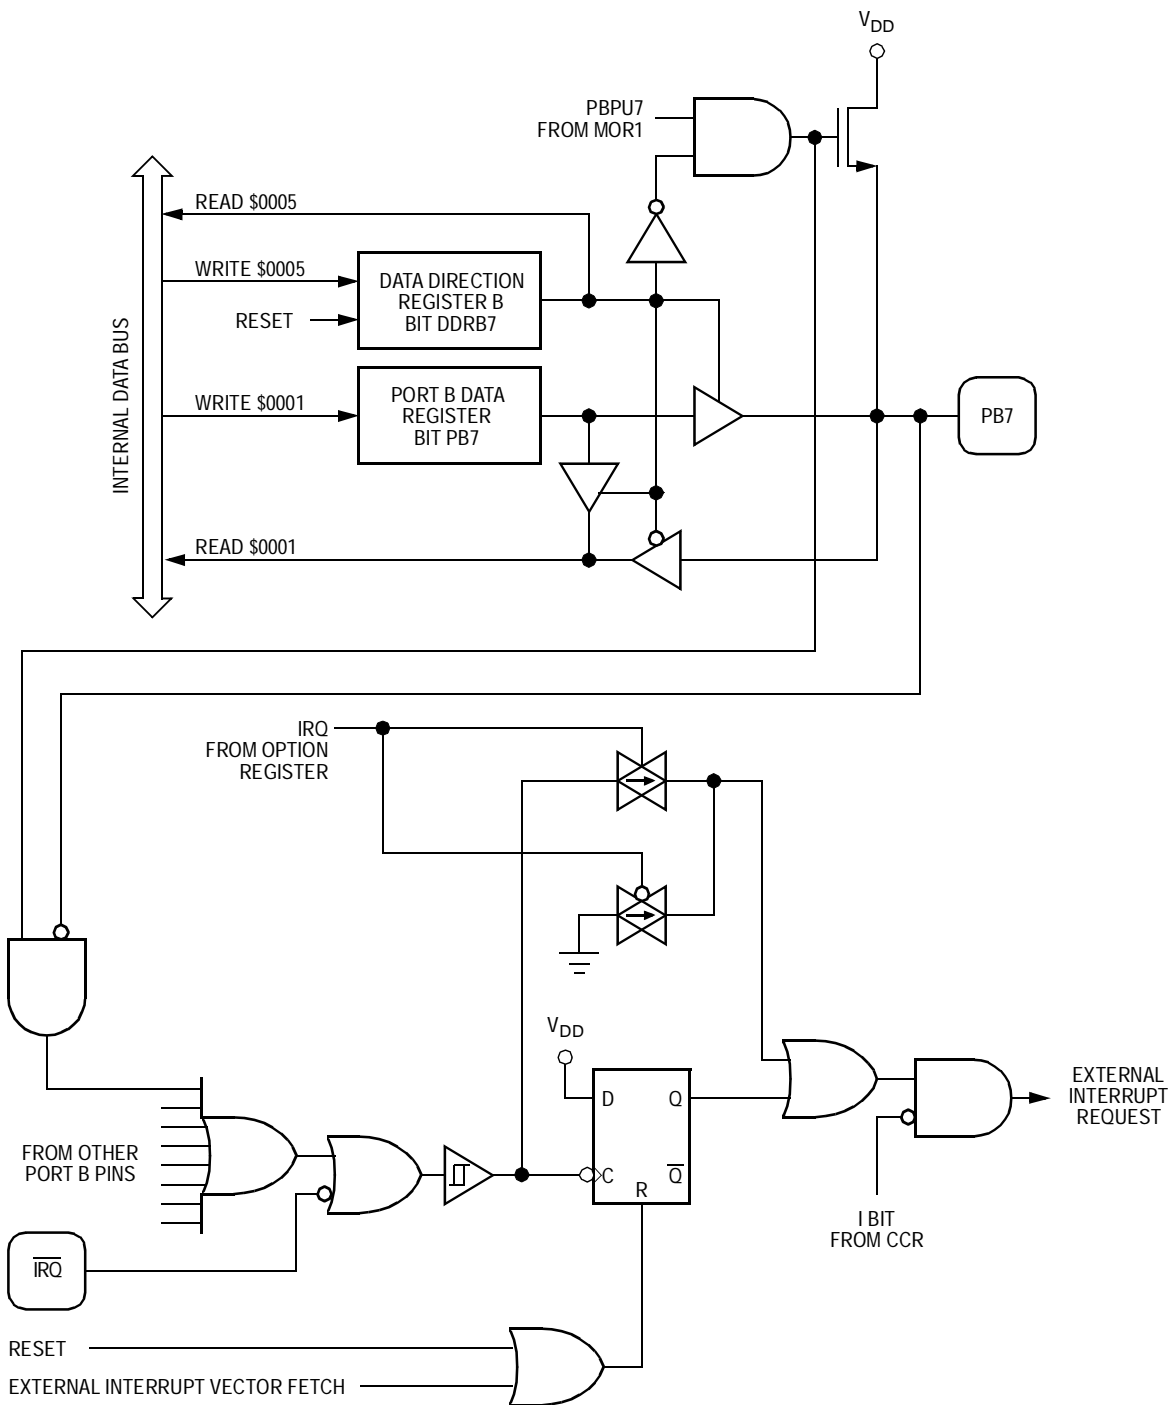 VDD
PBPU7
FROM MOR1
READ $0005
WRITE $0005
DATA DIRECTION
REGISTER B
BIT DDRB7
RESET
INTERNAL DATA BUS
WRITE $0001
PORT B DATA
REGISTER
BIT PB7
PB7
READ $0001
IRQ
FROM OPTION
REGISTER
VDD
D
Q
C
Q̅
R
EXTERNAL
INTERRUPT
REQUEST
FROM OTHER
PORT B PINS
I BIT
FROM CCR
I̅R̅Q̅
RESET
EXTERNAL INTERRUPT VECTOR FETCH